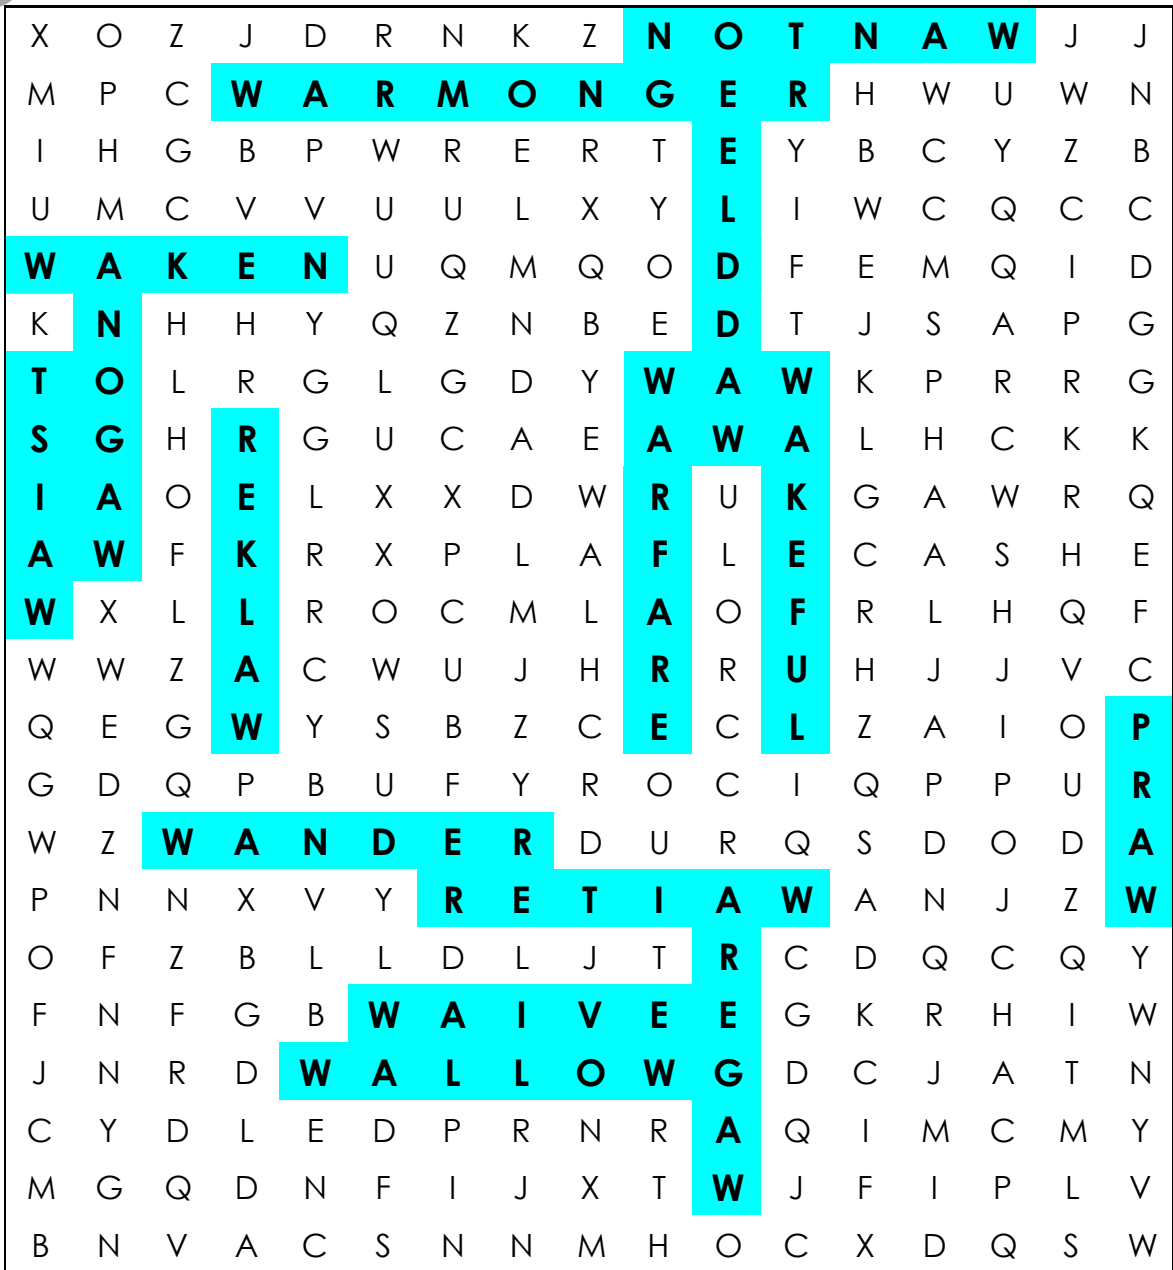 X O Z J D R N K Z N O T N A W J J
M P C W A R M O N G E R H W U W N
I H G B P W R E R T E Y B C Y Z B
U M C V V U U L X Y L I W C Q C C
W A K E N U Q M Q O D F E M Q I D
K N H H Y Q Z N B E D T J S A P G
T O L R G L G D Y W A W K P R R G
S G H R G U C A E A W A L H C K K
I A O E L X X D W R U K G A W R Q
A W F K R X P L A F L E C A S H E
W X L L R O C M L A O F R L H Q F
W W Z A C W U J H R R U H J J V C
Q E G W Y S B Z C E C L Z A I O P
G D Q P B U F Y R O C I Q P P U R
W Z W A N D E R D U R Q S D O D A
P N N X V Y R E T I A W A N J Z W
O F Z B L L D L J T R C D Q C Q Y
F N F G B W A I V E E G K R H I W
J N R D W A L L O W G D C J A T N
C Y D L E D P R N R A Q I M C M Y
M G Q D N F I J X T W J F I P L V
B N V A C S N N M H O C X D Q S W